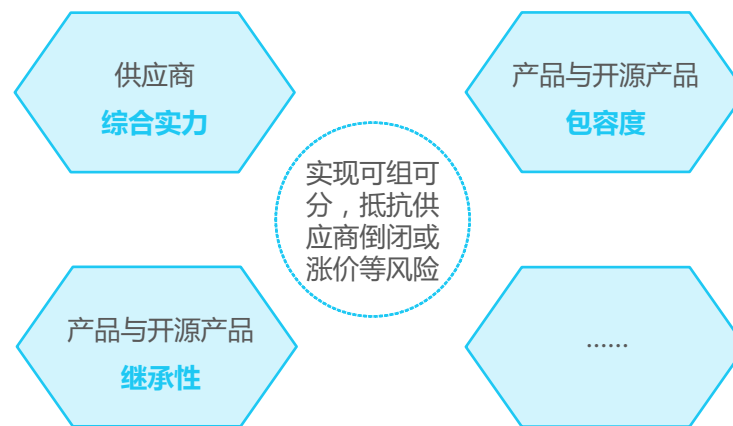 供应商
综合实力
产品与开源产品
包容度
实现可组可
分，抵抗供
应商倒闭或
涨价等风险
产品与开源产品
继承性
......